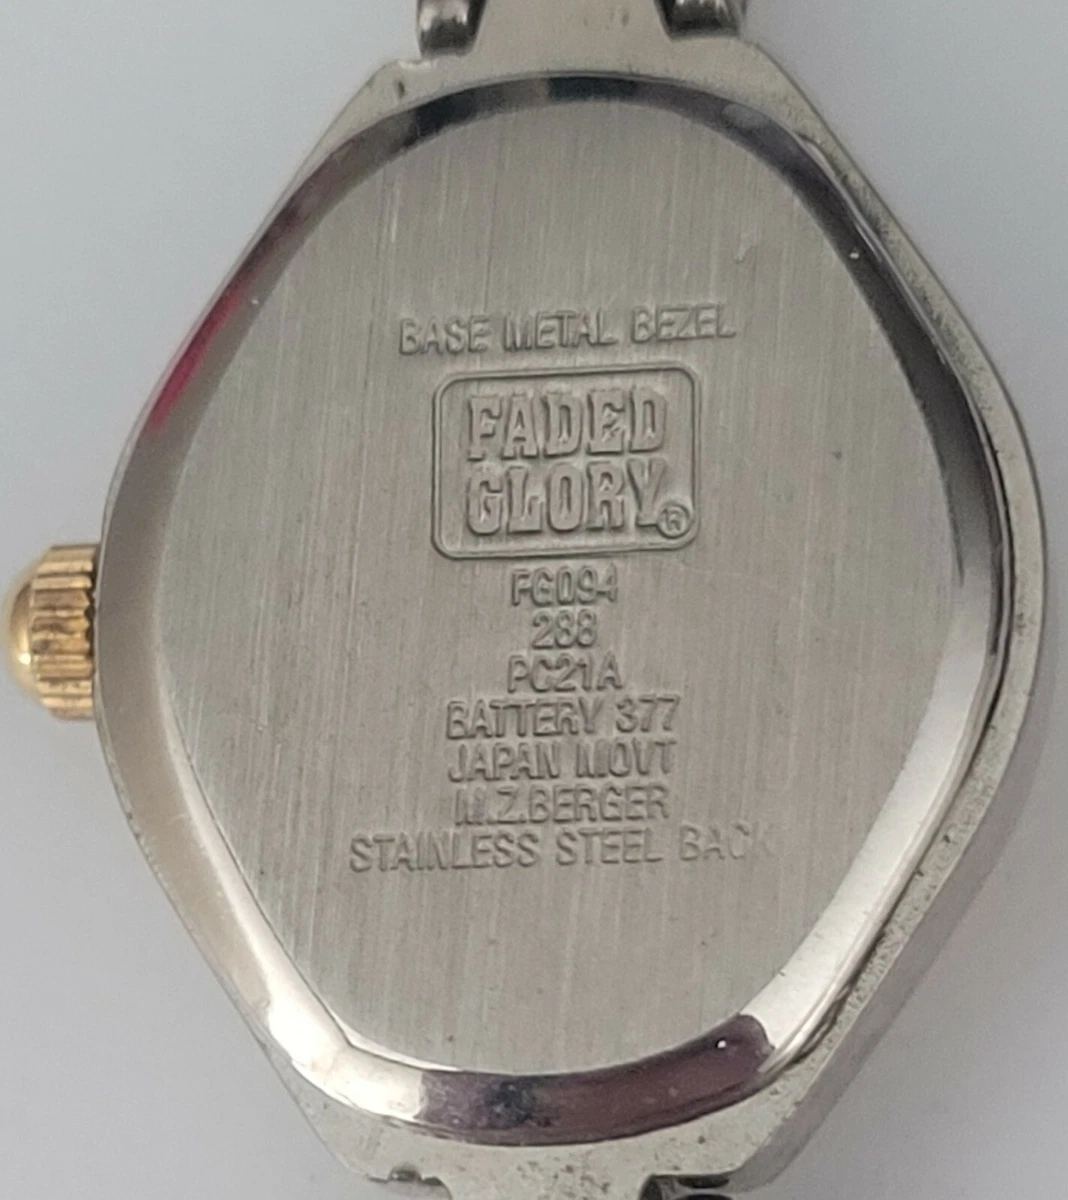 BASE METAL BEZEL
FADED
GLORY®
FG094
288
PC21A
BATTERY 377
JAPAN MOVT
M.Z.BERGER
STAINLESS STEEL BACK